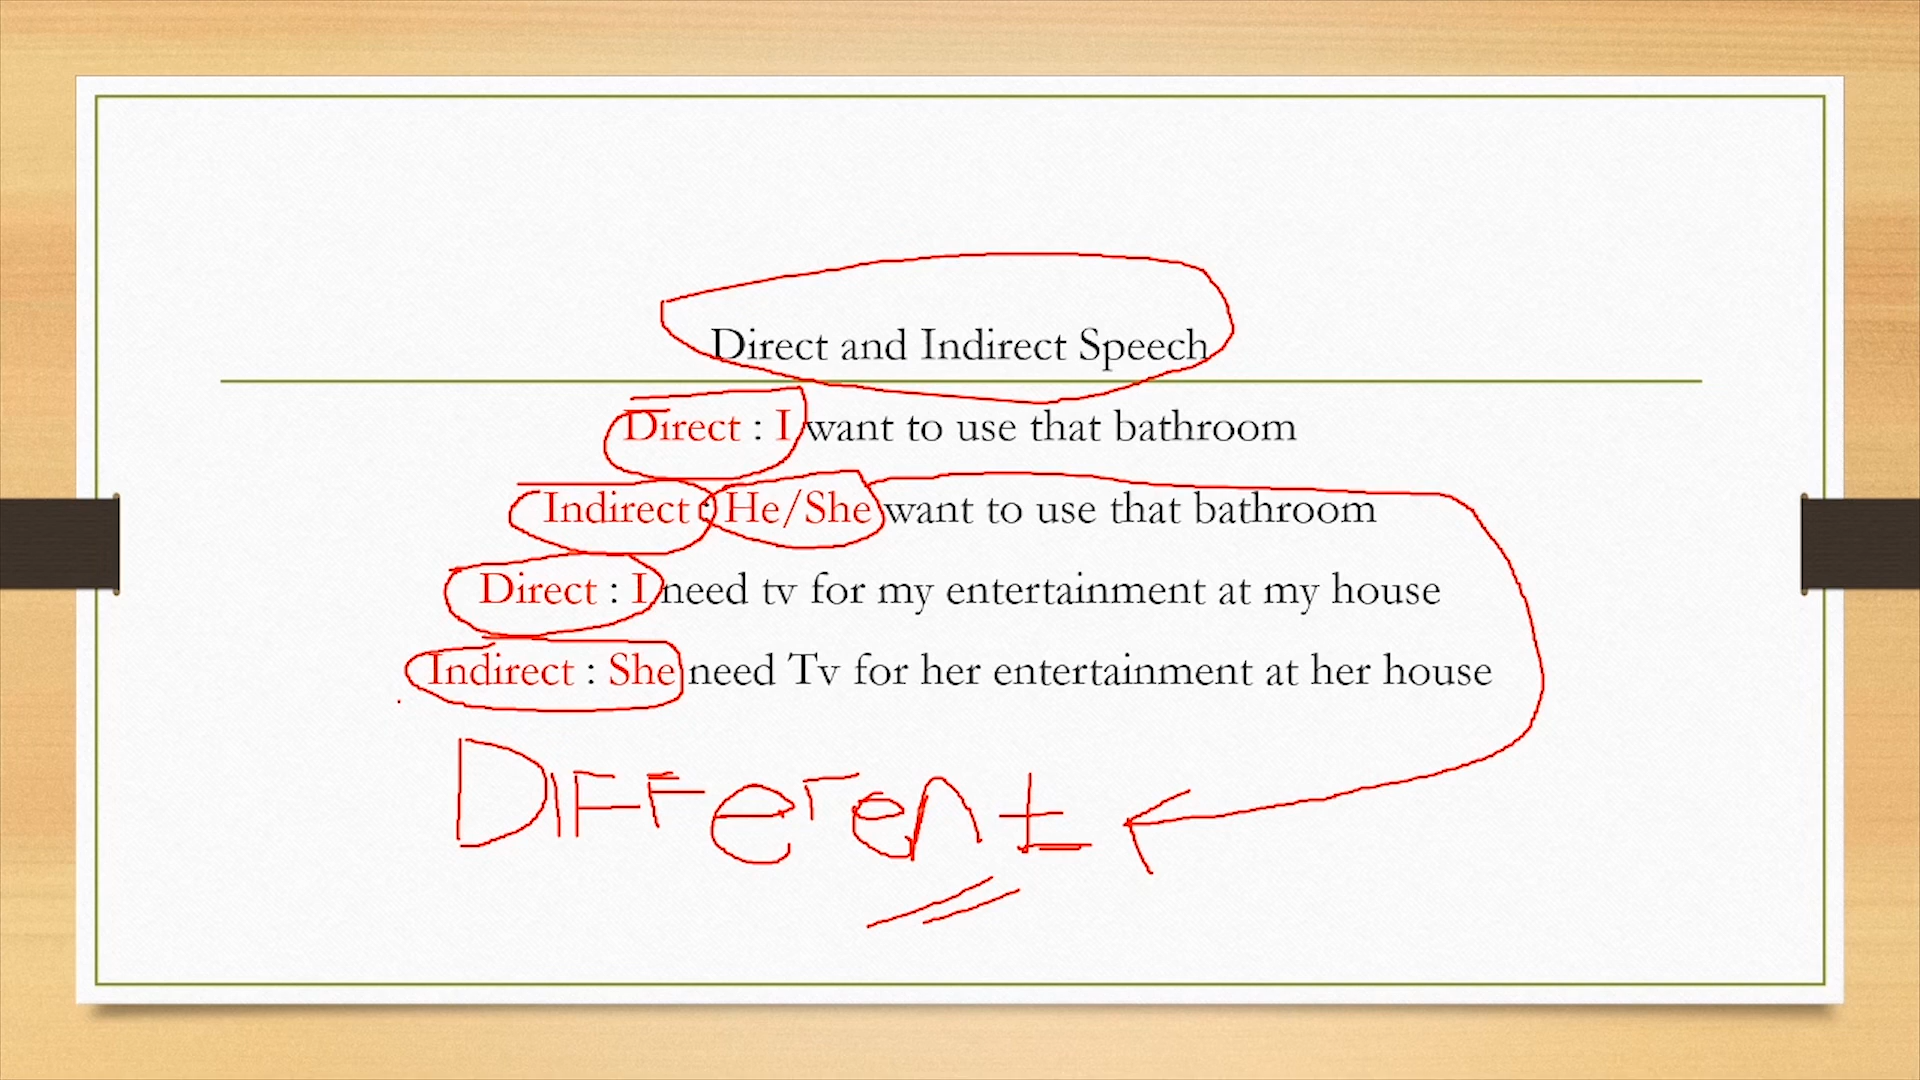 Direct and Indirect Speech
Direct : I want to use that bathroom
Indirect : He/She want to use that bathroom
Direct : I need tv for my entertainment at my house
Indirect : She need Tv for her entertainment at her house
DIFFerent